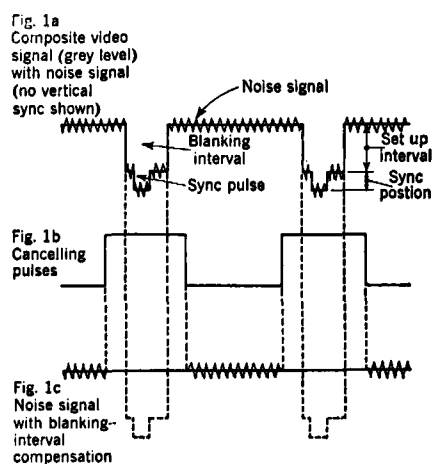 Fig. 1a
Composite video
signal (grey level)
with noise signal
(no vertical
sync shown)
Noise signal
Blanking
interval
Sync pulse
Set up
interval
Sync
postion
Fig. 1b
Cancelling
pulses
Fig. 1c
Noise signal
with blanking-
interval
compensation